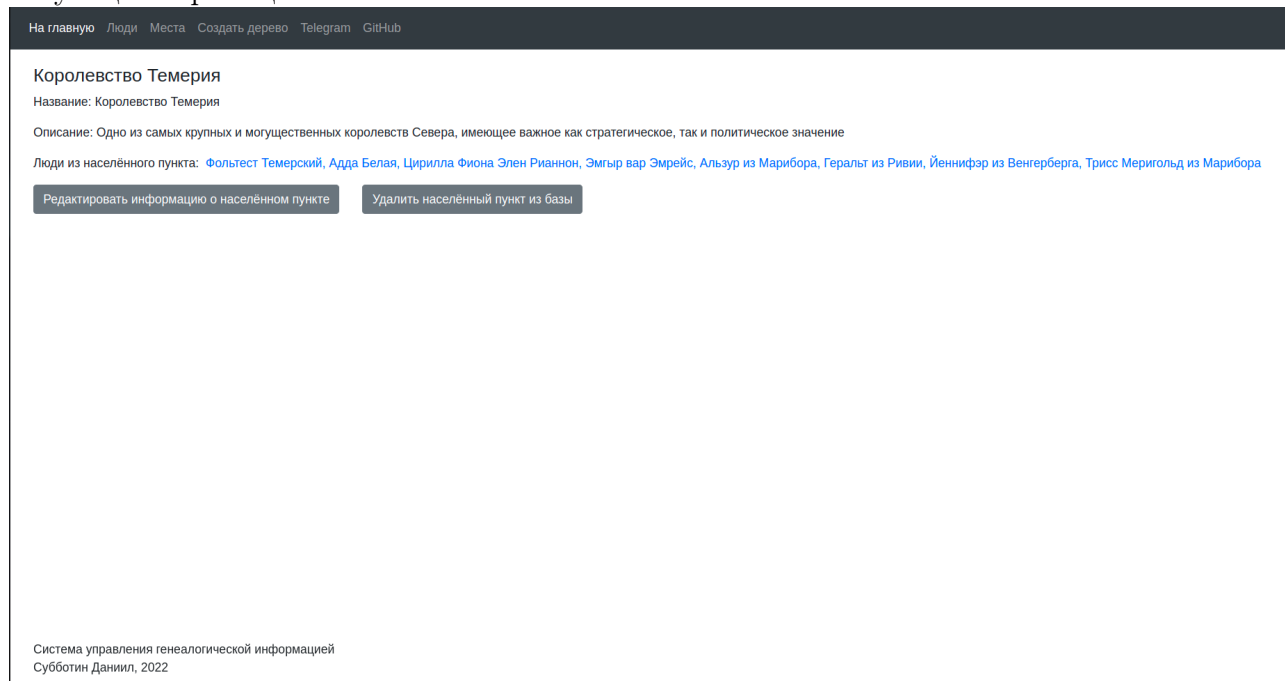 На главную Люди Места Создать дерево Telegram GitHub
Королевство Темерия
Название: Королевство Темерия
Описание: Одно из самых крупных и могущественных королевств Севера, имеющее важное как стратегическое, так и политическое значение
Люди из населённого пункта: Фольтест Темерский, Адда Белая, Цирилла Фиона Элен Рианнон, Эмгыр вар Эмрейс, Альзур из Марибора, Геральт из Ривии, Йеннифэр из Венгерберга, Трисс Меригольд из Марибора
Редактировать информацию о населённом пункте Удалить населённый пункт из базы
Система управления генеалогической информацией
Субботин Даниил, 2022